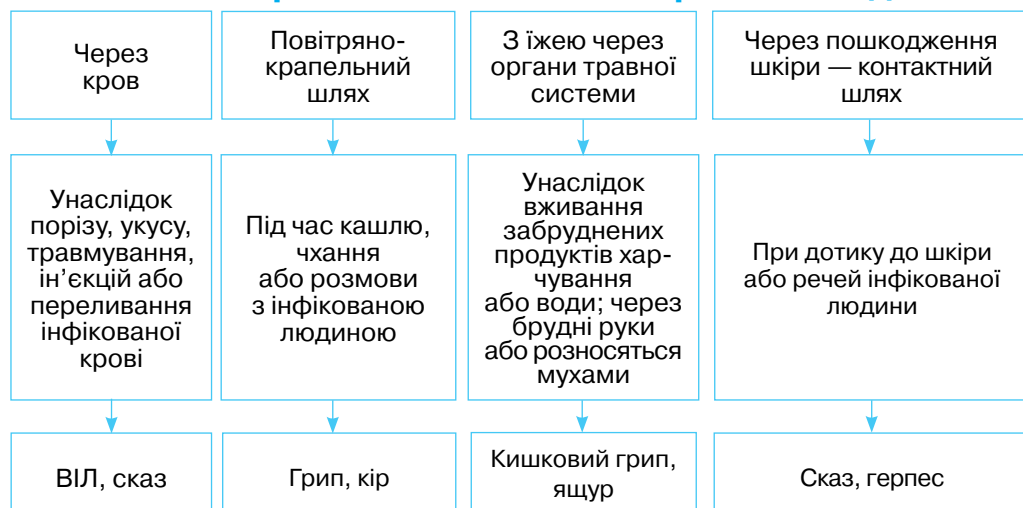 Через
кров
Повітряно-
крапельний
шлях
З їжею через
органи травної
системи
Через пошкодження
шкіри — контактний
шлях
Унаслідок
порізу, укусу,
травмування,
ін’єкцій або
переливання
інфікованої
крові
Під час кашлю,
чхання
або розмови
з інфікованою
людиною
Унаслідок
вживання
забруднених
продуктів хар-
чування
або води; через
брудні руки
або розносяться
мухами
При дотику до шкіри
або речей інфікованої
людини
ВІЛ, сказ
Грип, кір
Кишковий грип,
ящур
Сказ, герпес